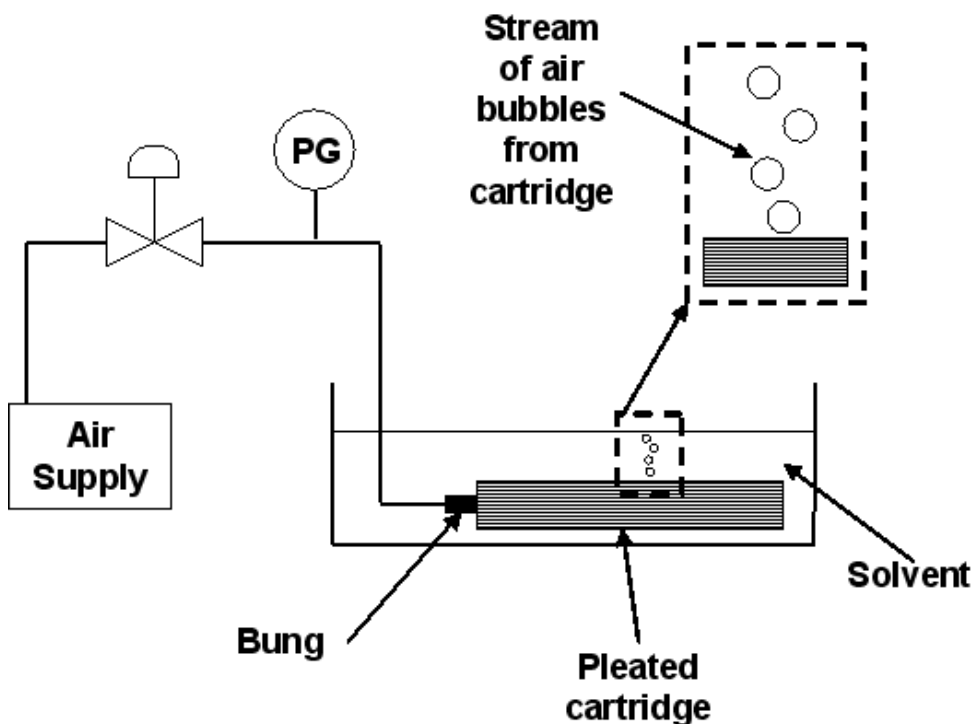 Stream
of air
bubbles
from
cartridge
PG
Air
Supply
Bung
Solvent
Pleated
cartridge